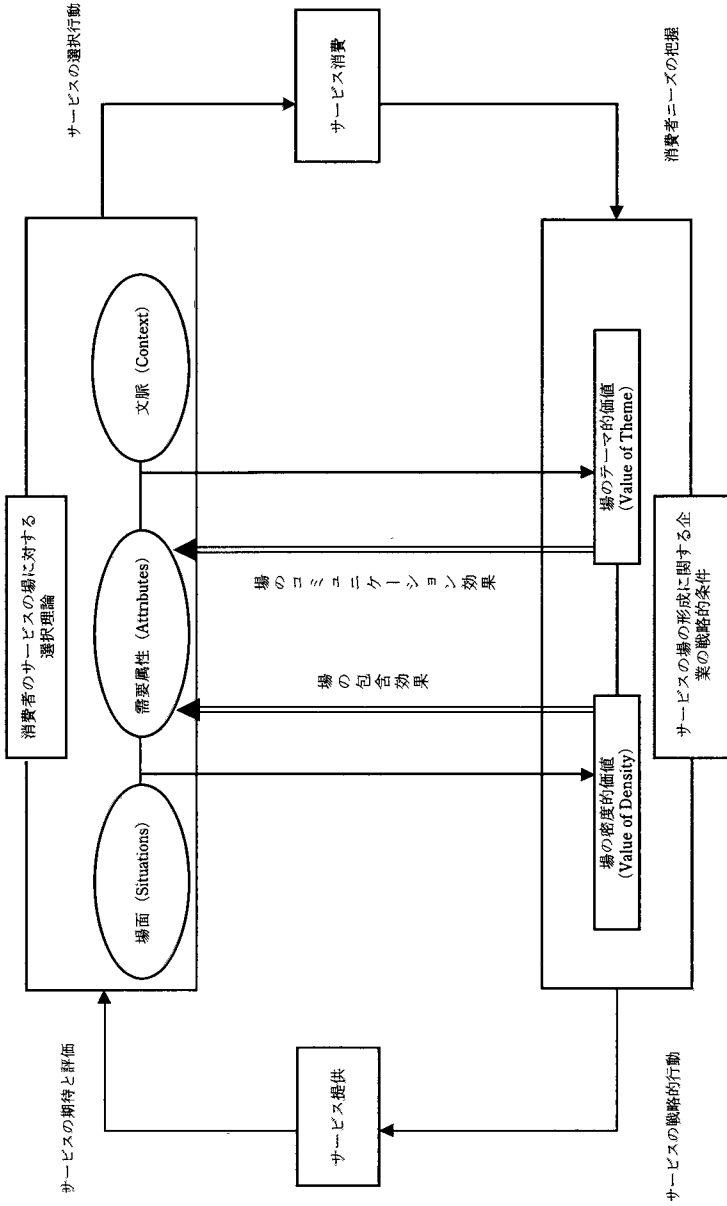 サービスの期待と評価
サービスの選択行動
消費者のサービスの場に対する
選択理論
場面 (Situations)
需要属性 (Attributes)
文脈 (Context)
サービス提供
サービス消費
場の包含効果
場のコミュニケーション効果
場の密度的価値
(Value of Density)
場のテーマ的価値
(Value of Theme)
サービスの場の形成に関する企
業の戦略的条件
サービスの戦略的行動
消費者ニーズの把握